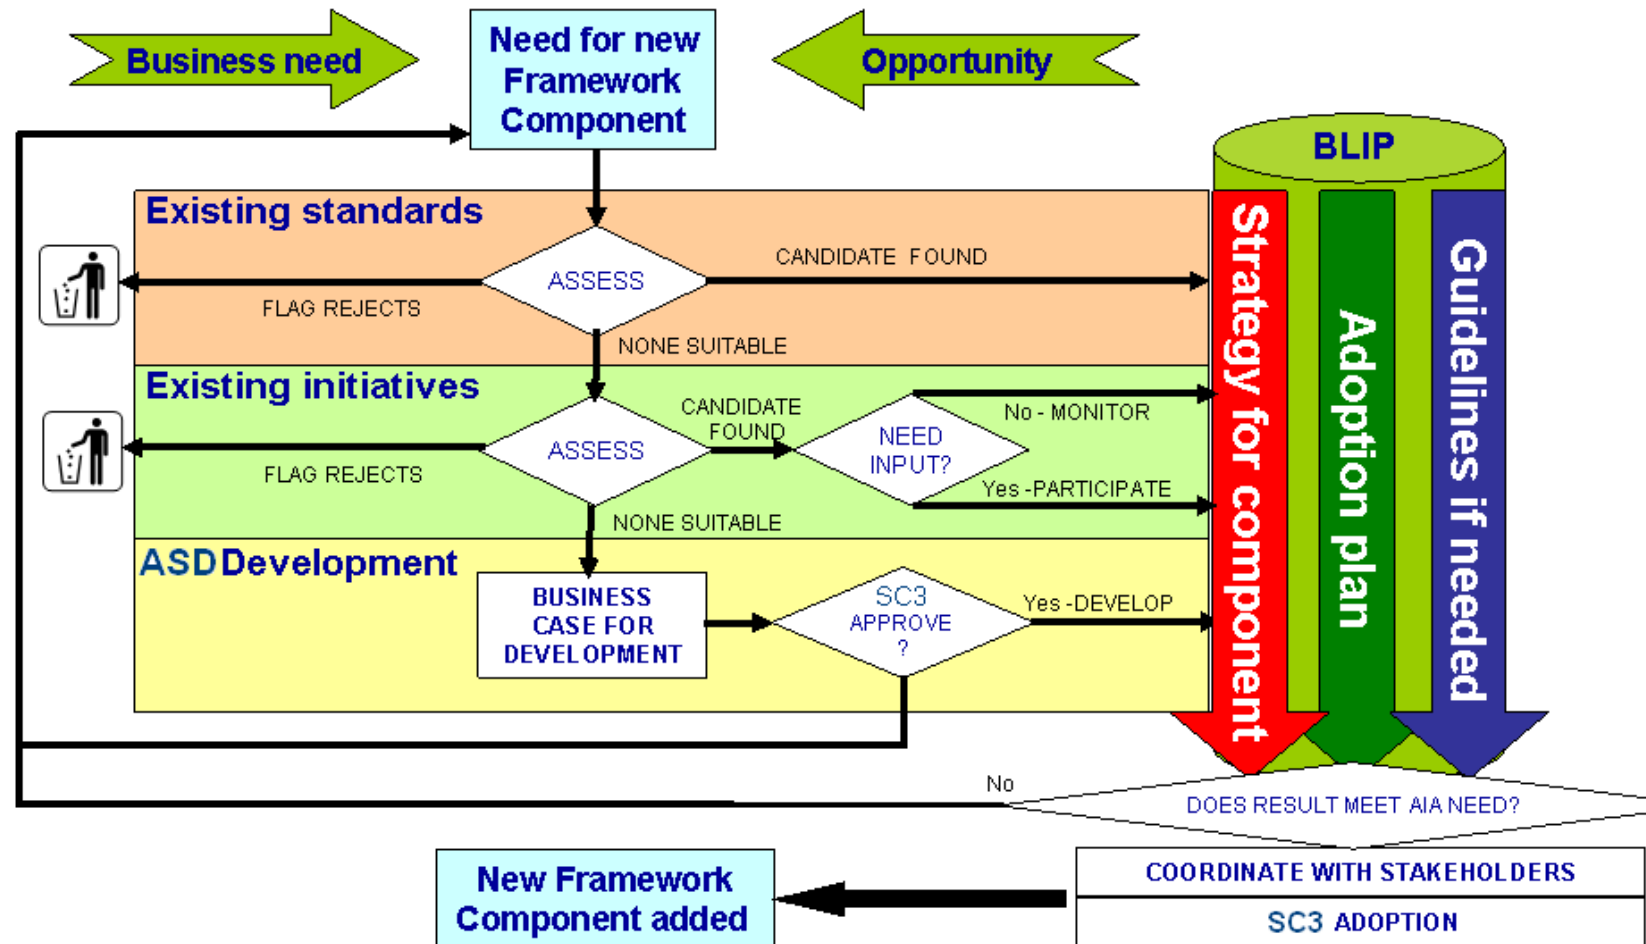 Business need
Need for new
Framework
Component
Opportunity
BLIP
Existing standards
ASSESS
CANDIDATE FOUND
FLAG REJECTS
NONE SUITABLE
Existing initiatives
ASSESS
CANDIDATE
FOUND
NEED
INPUT?
No - MONITOR
Yes -PARTICIPATE
FLAG REJECTS
NONE SUITABLE
ASD Development
BUSINESS
CASE FOR
DEVELOPMENT
SC3
APPROVE
?
Yes -DEVELOP
Strategy for component
Adoption plan
Guidelines if needed
No
DOES RESULT MEET AIA NEED?
COORDINATE WITH STAKEHOLDERS
SC3 ADOPTION
New Framework
Component added